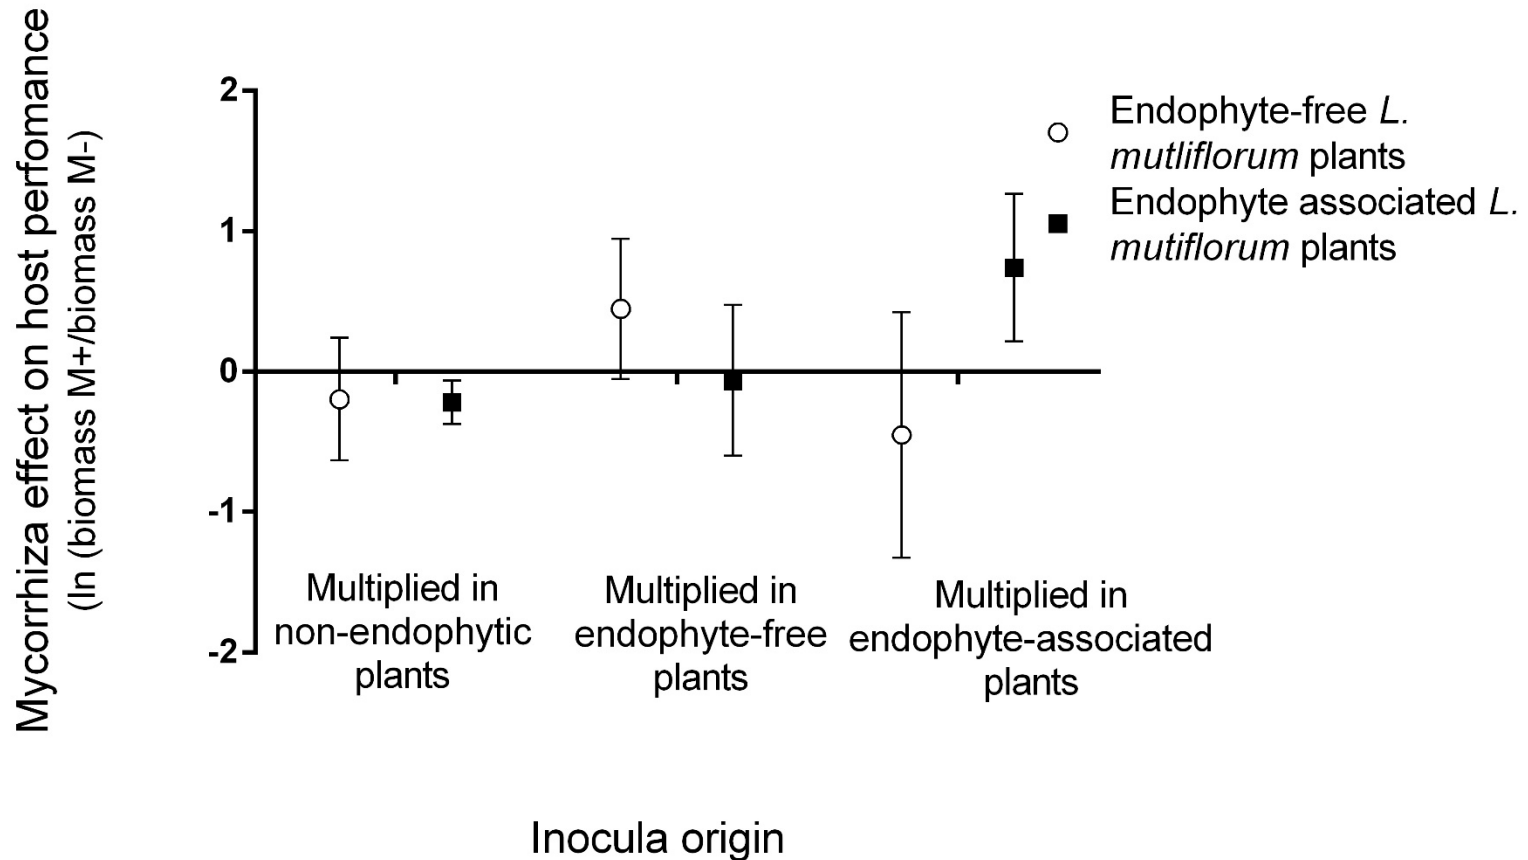 Mycorrhiza effect on host perfomance
(ln (biomass M+/biomass M-)
2
1
0
-1
-2
Endophyte-free L.
mutliflorum plants
Endophyte associated L.
mutiflorum plants
Multiplied in
non-endophytic
plants
Multiplied in
endophyte-free
plants
Multiplied in
endophyte-associated
plants
Inocula origin